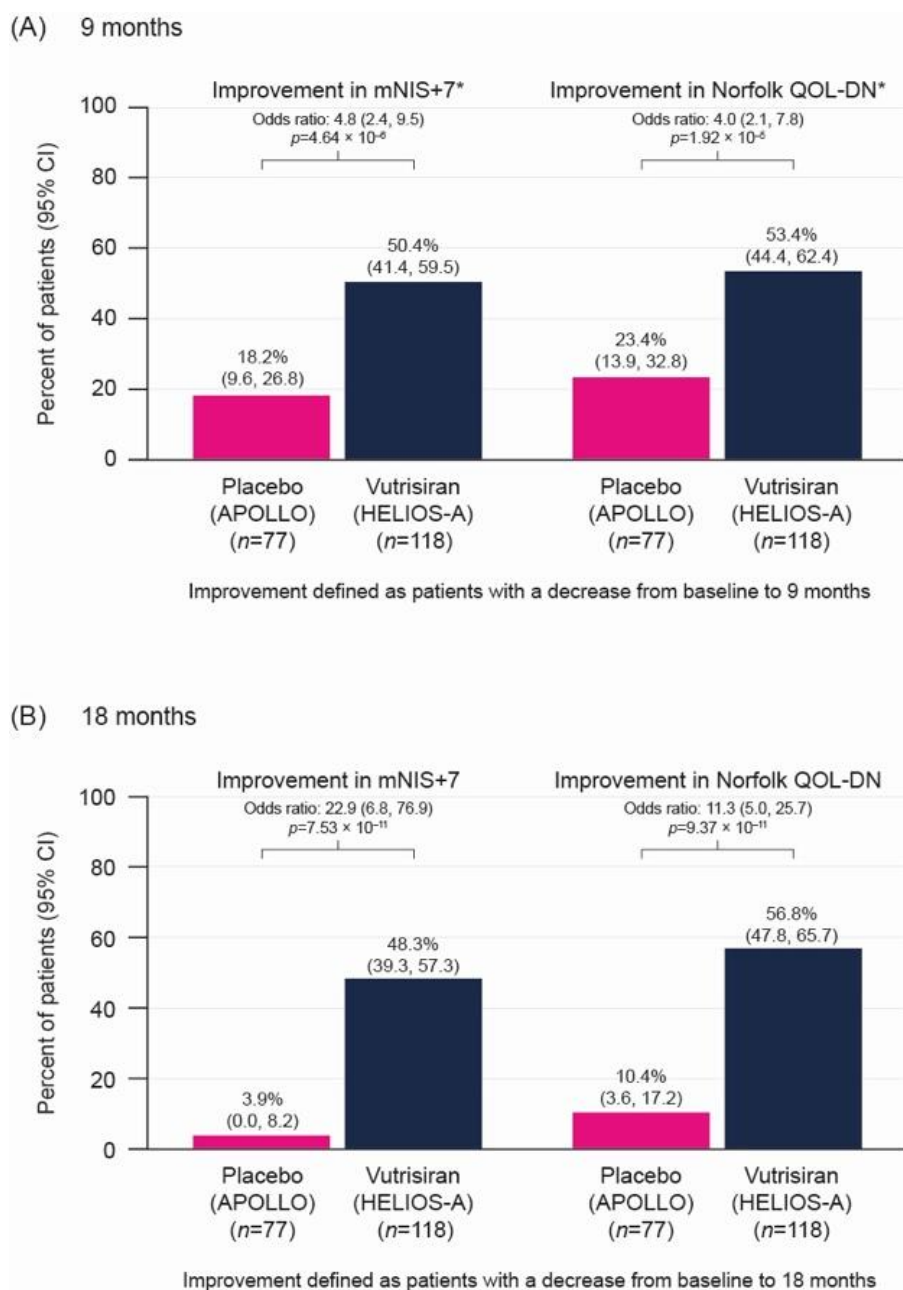 (A) 9 months
Improvement in mNIS+7*
Odds ratio: 4.8 (2.4, 9.5)
p=4.64 × 10⁻⁶
Improvement in Norfolk QOL-DN*
Odds ratio: 4.0 (2.1, 7.8)
p=1.92 × 10⁻⁵
Percent of patients (95% CI)
100
80
60
40
20
0
18.2%
(9.6, 26.8)
50.4%
(41.4, 59.5)
23.4%
(13.9, 32.8)
53.4%
(44.4, 62.4)
Placebo
(APOLLO)
(n=77)
Vutrisiran
(HELIOS-A)
(n=118)
Placebo
(APOLLO)
(n=77)
Vutrisiran
(HELIOS-A)
(n=118)
Improvement defined as patients with a decrease from baseline to 9 months
(B) 18 months
Improvement in mNIS+7
Odds ratio: 22.9 (6.8, 76.9)
p=7.53 × 10⁻¹¹
Improvement in Norfolk QOL-DN
Odds ratio: 11.3 (5.0, 25.7)
p=9.37 × 10⁻¹¹
Percent of patients (95% CI)
100
80
60
40
20
0
3.9%
(0.0, 8.2)
48.3%
(39.3, 57.3)
10.4%
(3.6, 17.2)
56.8%
(47.8, 65.7)
Placebo
(APOLLO)
(n=77)
Vutrisiran
(HELIOS-A)
(n=118)
Placebo
(APOLLO)
(n=77)
Vutrisiran
(HELIOS-A)
(n=118)
Improvement defined as patients with a decrease from baseline to 18 months